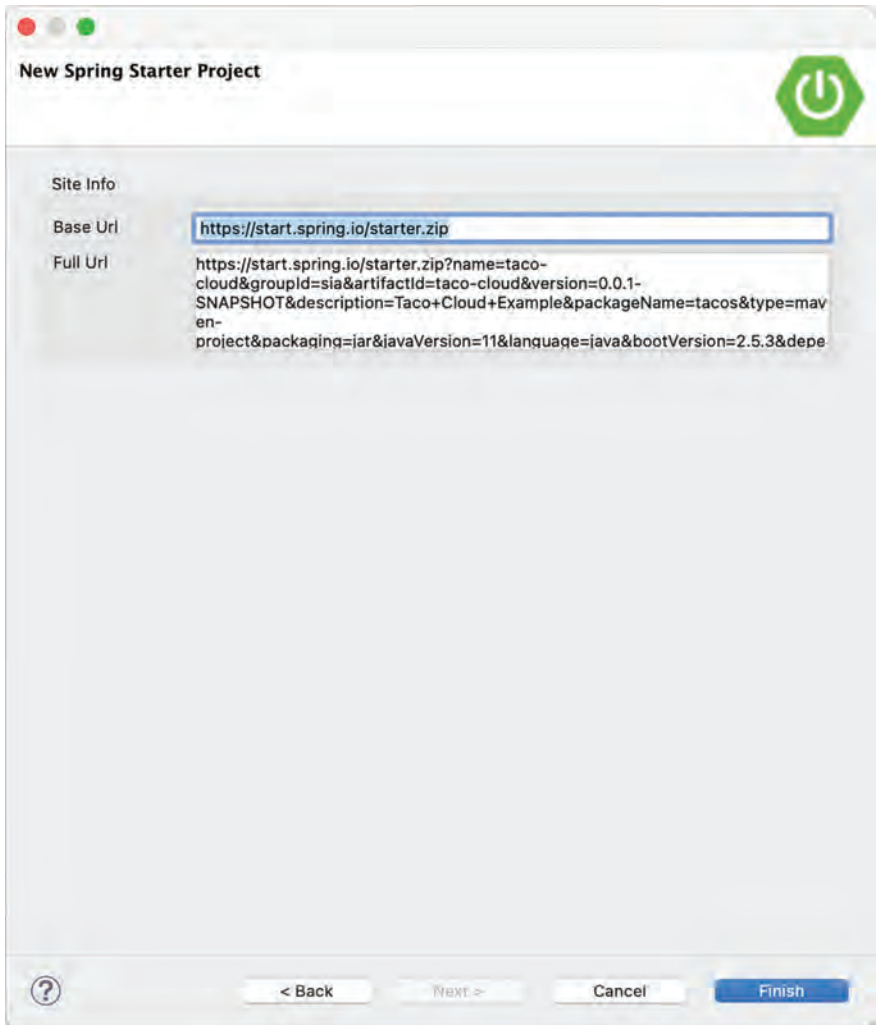 New Spring Starter Project
Site Info
Base Url https://start.spring.io/starter.zip
Full Url https://start.spring.io/starter.zip?name=taco-
cloud&groupId=sia&artifactId=taco-cloud&version=0.0.1-
SNAPSHOT&description=Taco+Cloud+Example&packageName=tacos&type=mav
en-
project&packaging=jar&javaVersion=11&language=java&bootVersion=2.5.3&depe
? < Back Next > Cancel Finish